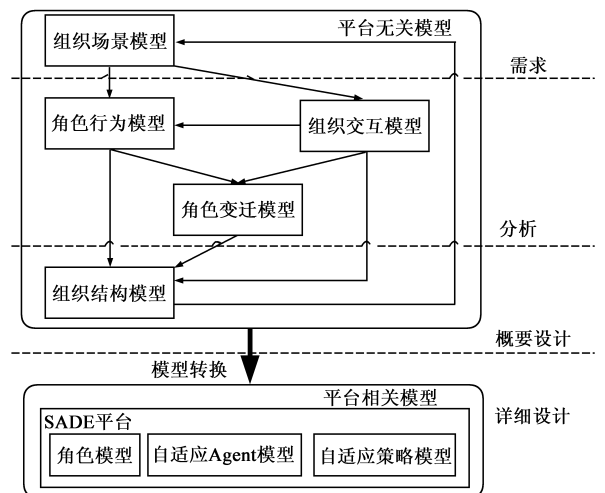 组织场景模型
平台无关模型
需求
角色行为模型
组织交互模型
角色变迁模型
分析
组织结构模型
概要设计
模型转换
平台相关模型
详细设计
SADE平台
角色模型
自适应Agent模型
自适应策略模型